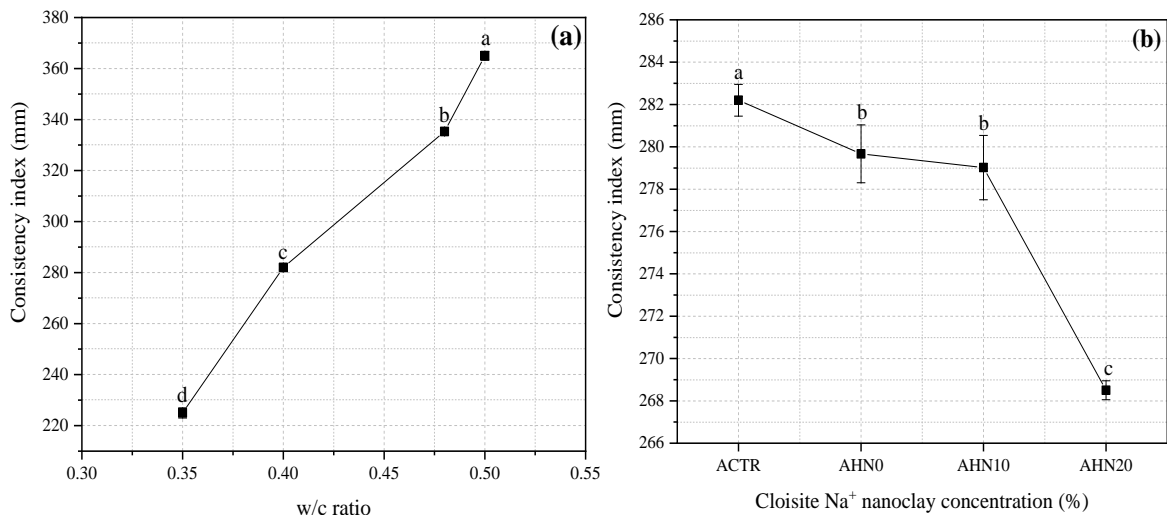 (a)
Consistency index (mm)
380
360
340
320
300
280
260
240
220
a
b
c
d
0.30 0.35 0.40 0.45 0.50 0.55
w/c ratio
(b)
Consistency index (mm)
286
284
282
280
278
276
274
272
270
268
266
a
b
b
c
ACTR AHN0 AHN10 AHN20
Cloisite Na⁺ nanoclay concentration (%)